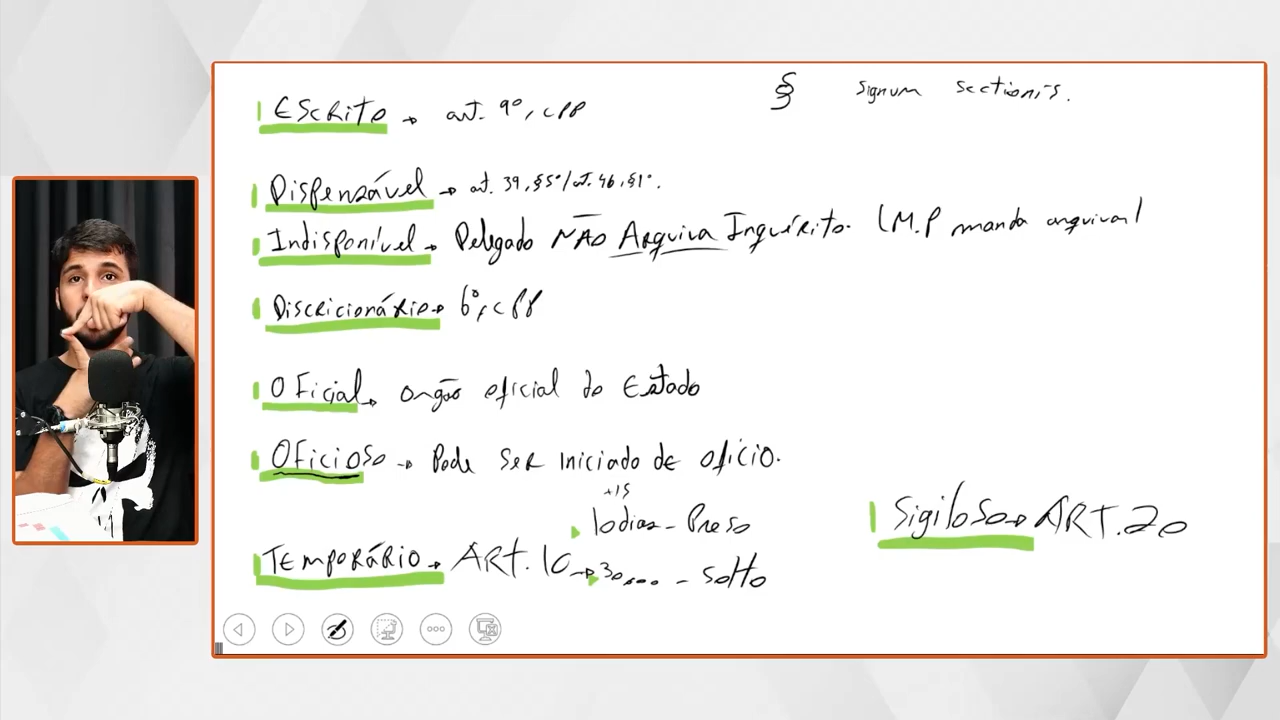 § Signum sectionis.
Escrito → art. 9º, CPP
Dispensável → art. 39, §5º / art. 46, §1º.
Indisponível → Delegado NÃO Arquiva Inquérito. (M.P manda arquivar)
Discricionário → 6º, CPP
Oficial → orgão oficial do Estado
Oficioso → Pode ser iniciado de ofício.
+15
10 dias - Preso
Temporário → ART. 10 → 30 - Solto
Sigiloso → ART. 20